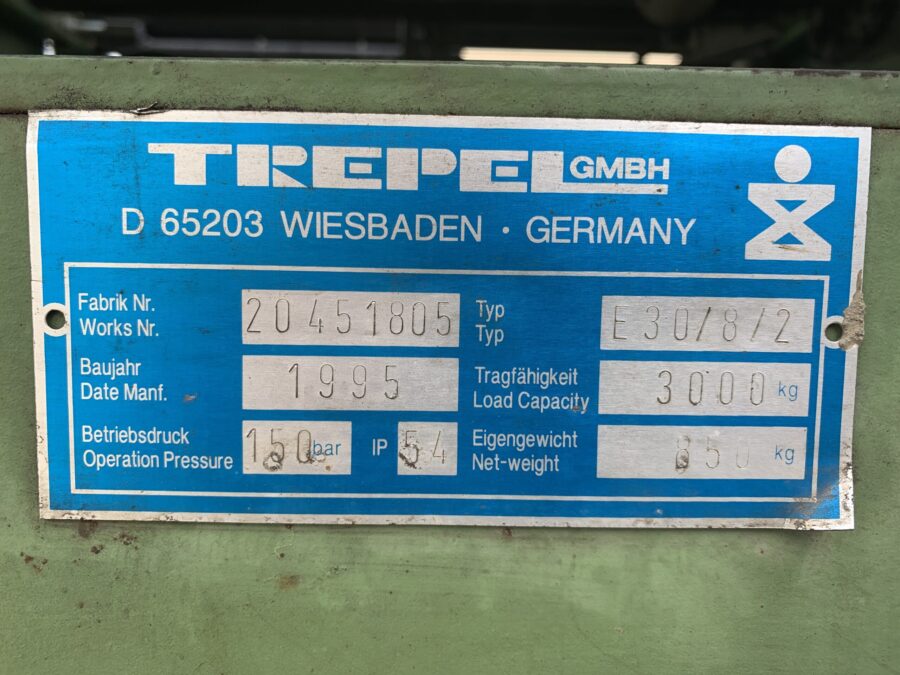 TREPEL GMBH
D 65203 WIESBADEN · GERMANY
Fabrik Nr.
Works Nr.
20451805
Typ
Typ
E30/8/2
Baujahr
Date Manf.
1995
Tragfähigkeit
Load Capacity
3000 kg
Betriebsdruck
Operation Pressure
150 bar
IP 54
Eigengewicht
Net-weight
850 kg